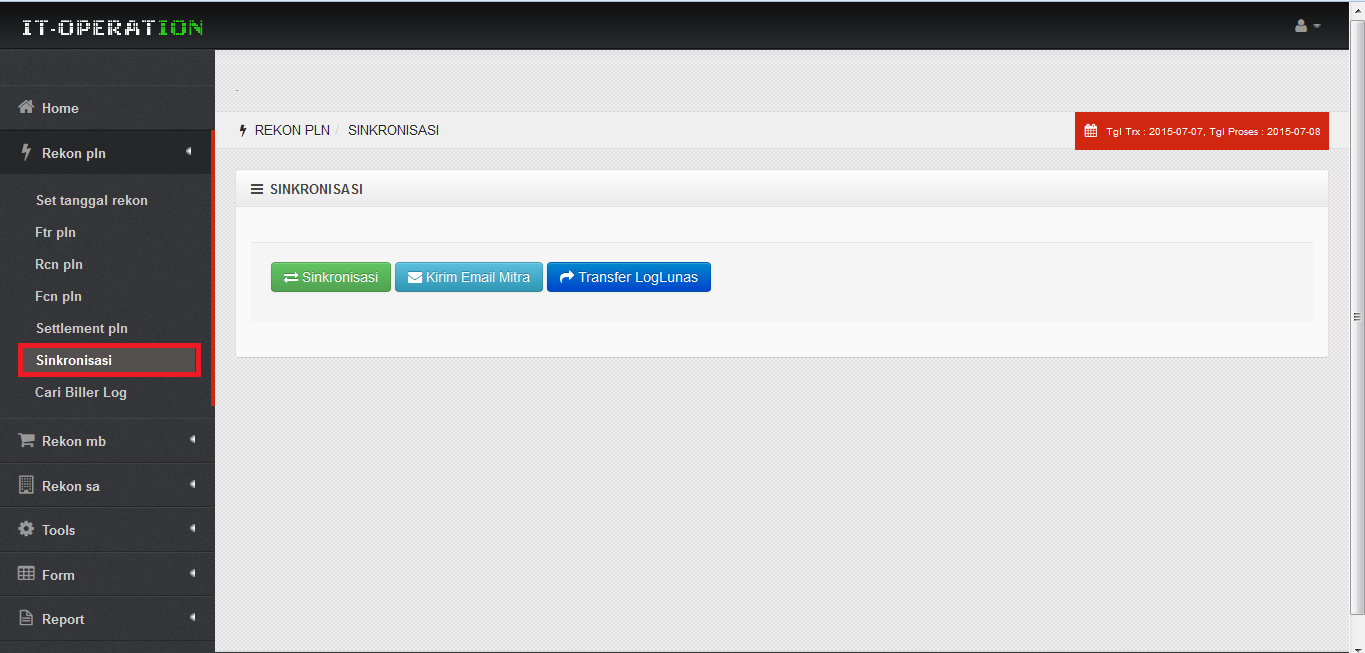 IT-OPERATION
Home
Rekon pln
Set tanggal rekon
Ftr pln
Rcn pln
Fcn pln
Settlement pln
Sinkronisasi
Cari Biller Log
Rekon mb
Rekon sa
Tools
Form
Report
.
REKON PLN / SINKRONISASI
Tgl Trx : 2015-07-07, Tgl Proses : 2015-07-08
SINKRONISASI
Sinkronisasi Kirim Email Mitra Transfer LogLunas